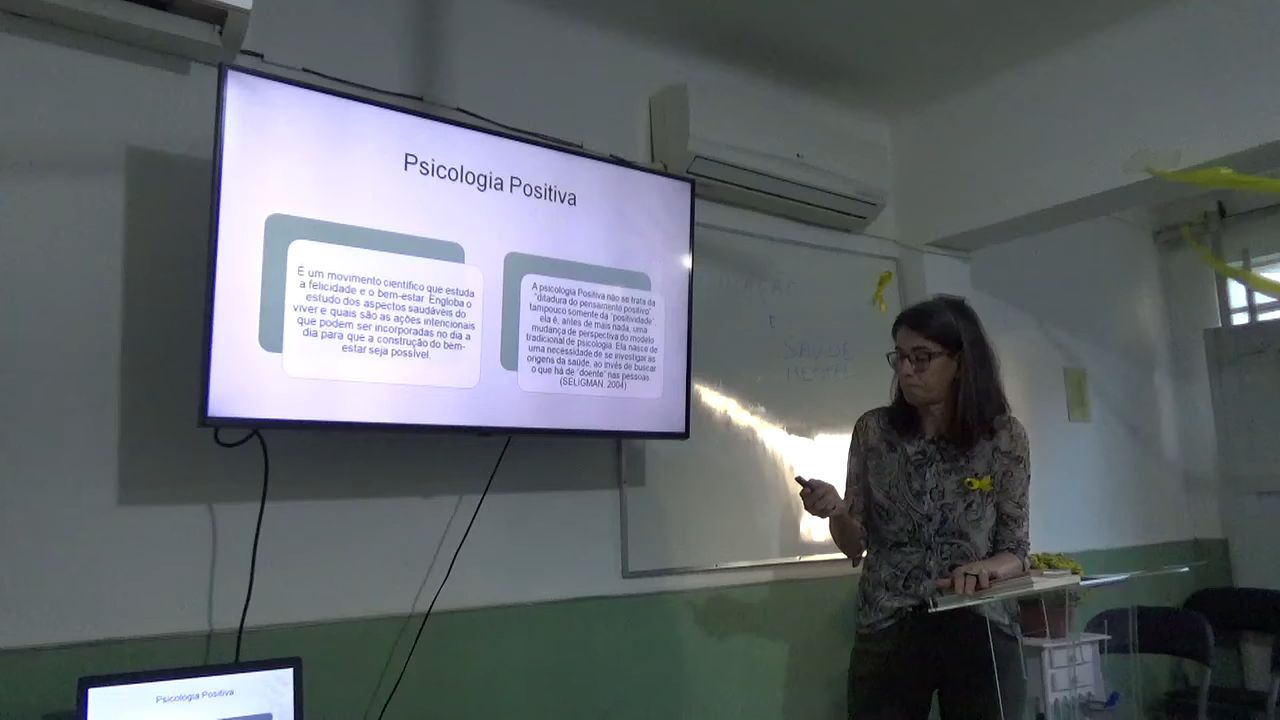 Psicologia Positiva
É um movimento científico que estuda
a felicidade e o bem-estar. Engloba o
estudo dos aspectos saudáveis do
viver e quais são as ações intencionais
que podem ser incorporadas no dia a
dia para que a construção do bem-
estar seja possível.
A psicologia Positiva não se trata da
"ditadura do pensamento positivo"
tampouco somente da "positividade"
ela é, antes de mais nada, uma
mudança de perspectiva do modelo
tradicional de psicologia. Ela nasce de
uma necessidade de se investigar as
origens da saúde, ao invés de buscar
o que há de "doente" nas pessoas
(SELIGMAN, 2004)
E
SAÚDE
MENTAL
Psicologia Positiva